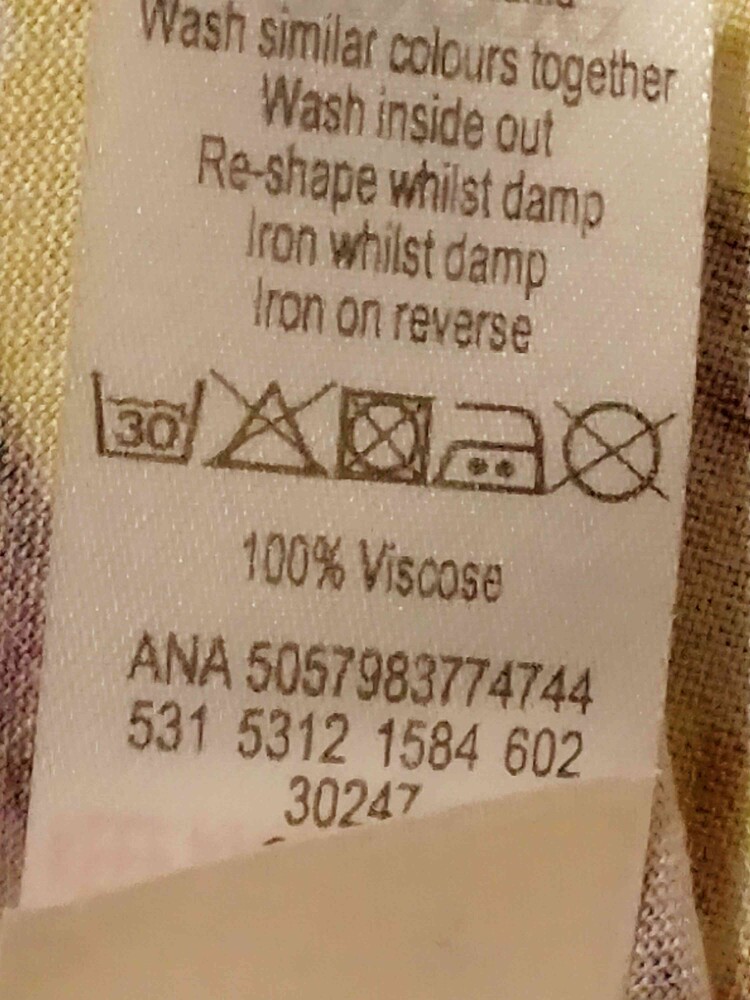 Wash similar colours together
Wash inside out
Re-shape whilst damp
Iron whilst damp
Iron on reverse
30
100% Viscose
ANA 5057983774744
531 5312 1584 602
30247